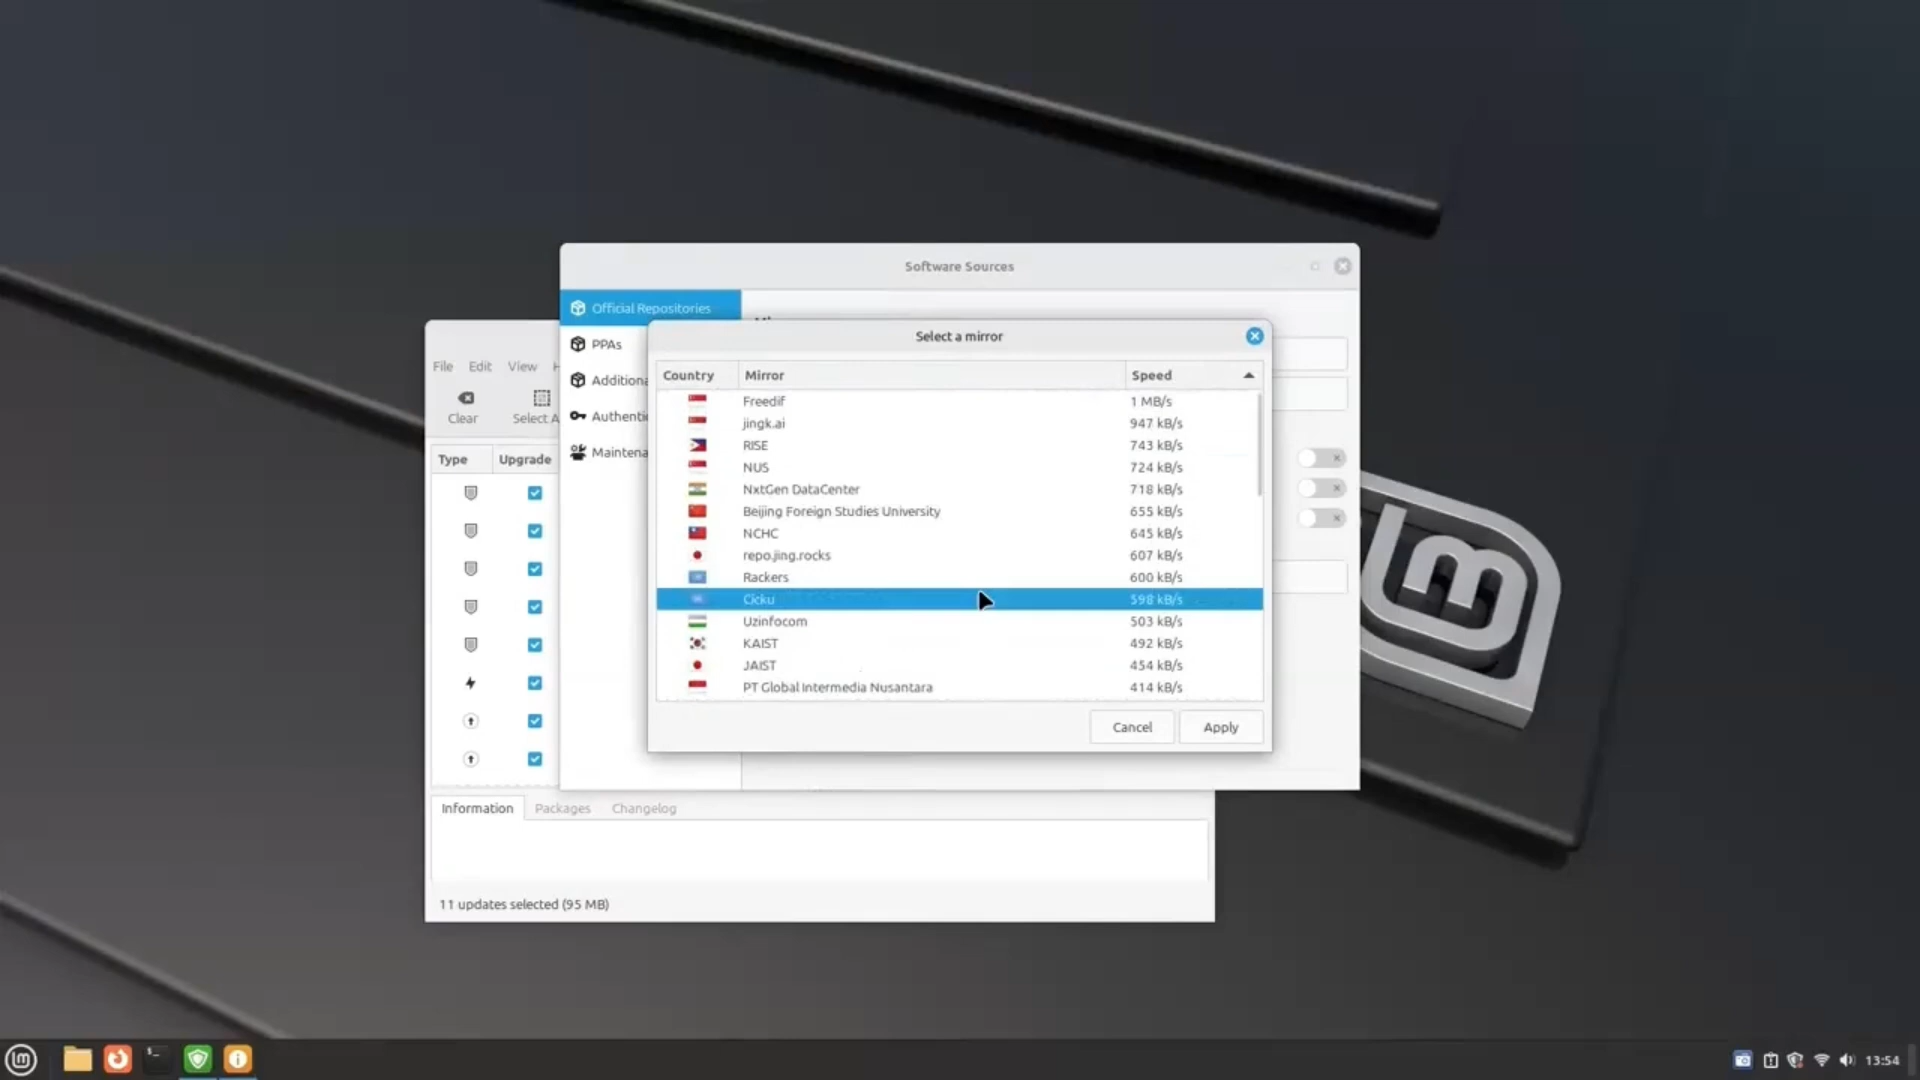 Software Sources
Official Repositories
PPAs
Additiona
Authenti
Maintena
File Edit View
Clear
Select A
Type Upgrade
Select a mirror
Country Mirror Speed
Freedif 1 MB/s
jingk.ai 947 kB/s
RISE 743 kB/s
NUS 724 kB/s
NxtGen DataCenter 718 kB/s
Beijing Foreign Studies University 655 kB/s
NCHC 645 kB/s
repo.jing.rocks 607 kB/s
Rackers 600 kB/s
Cicku 598 kB/s
Uzinfocom 503 kB/s
KAIST 492 kB/s
JAIST 454 kB/s
PT Global Intermedia Nusantara 414 kB/s
Cancel Apply
Information Packages Changelog
11 updates selected (95 MB)
13:54